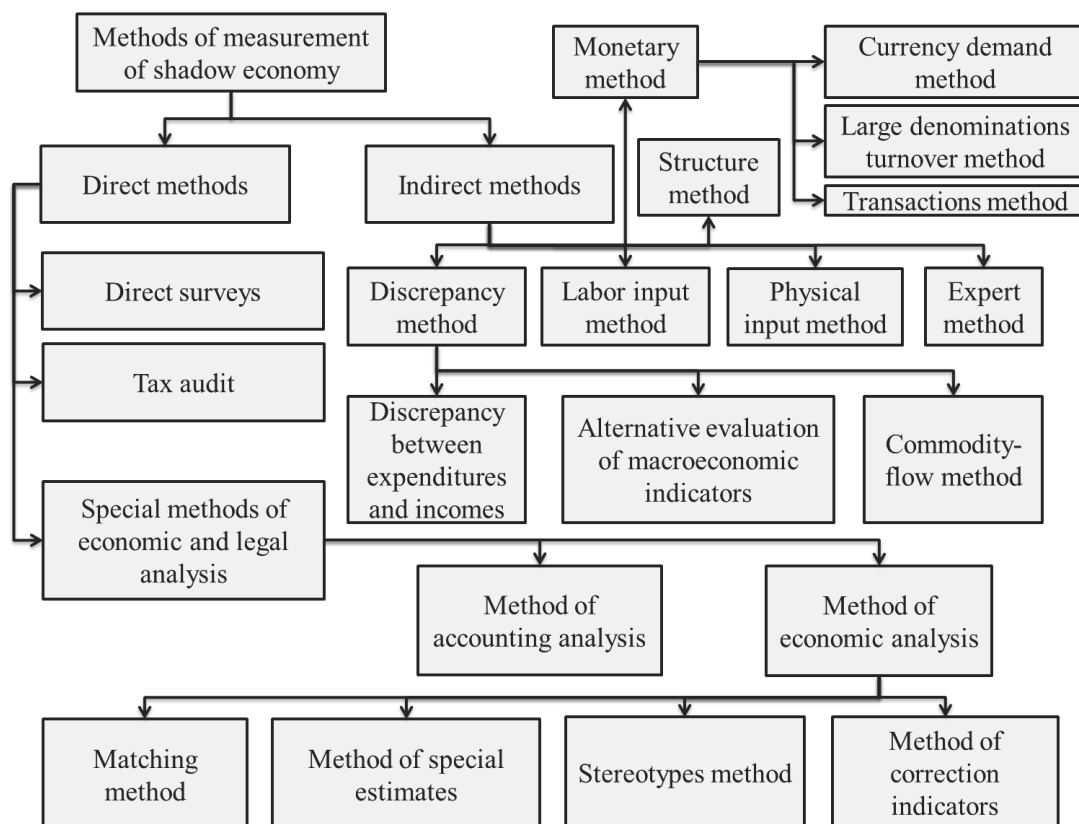 Methods of measurement
of shadow economy
Monetary
method
Currency demand
method
Large denominations
turnover method
Transactions method
Structure
method
Direct methods
Indirect methods
Direct surveys
Tax audit
Special methods of
economic and legal
analysis
Discrepancy
method
Labor input
method
Physical
input method
Expert
method
Discrepancy
between
expenditures
and incomes
Alternative evaluation
of macroeconomic
indicators
Commodity-
flow method
Method of
accounting analysis
Method of
economic analysis
Matching
method
Method of special
estimates
Stereotypes method
Method of
correction
indicators